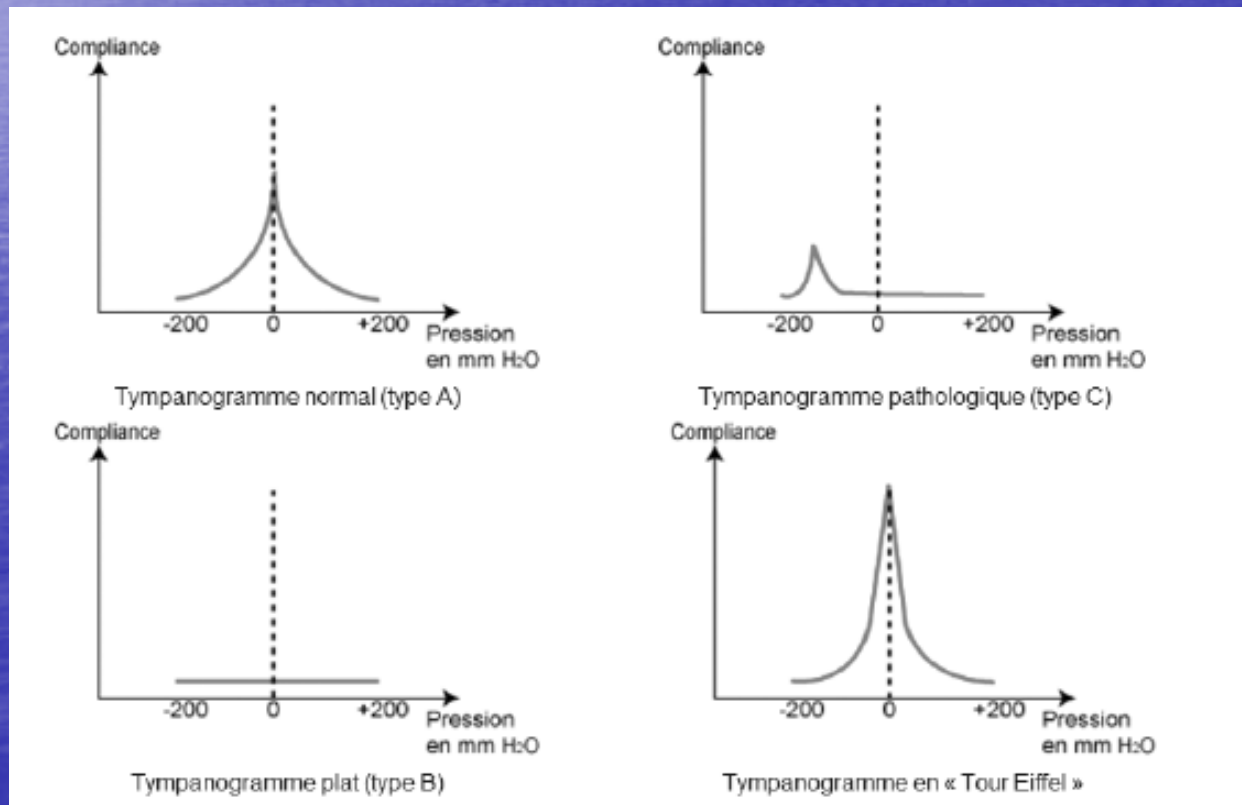 Compliance
-200 0 +200 Pression
en mm H₂O
Tympanogramme normal (type A)
Compliance
-200 0 +200 Pression
en mm H₂O
Tympanogramme pathologique (type C)
Compliance
-200 0 +200 Pression
en mm H₂O
Tympanogramme plat (type B)
Compliance
-200 0 +200 Pression
en mm H₂O
Tympanogramme en « Tour Eiffel »